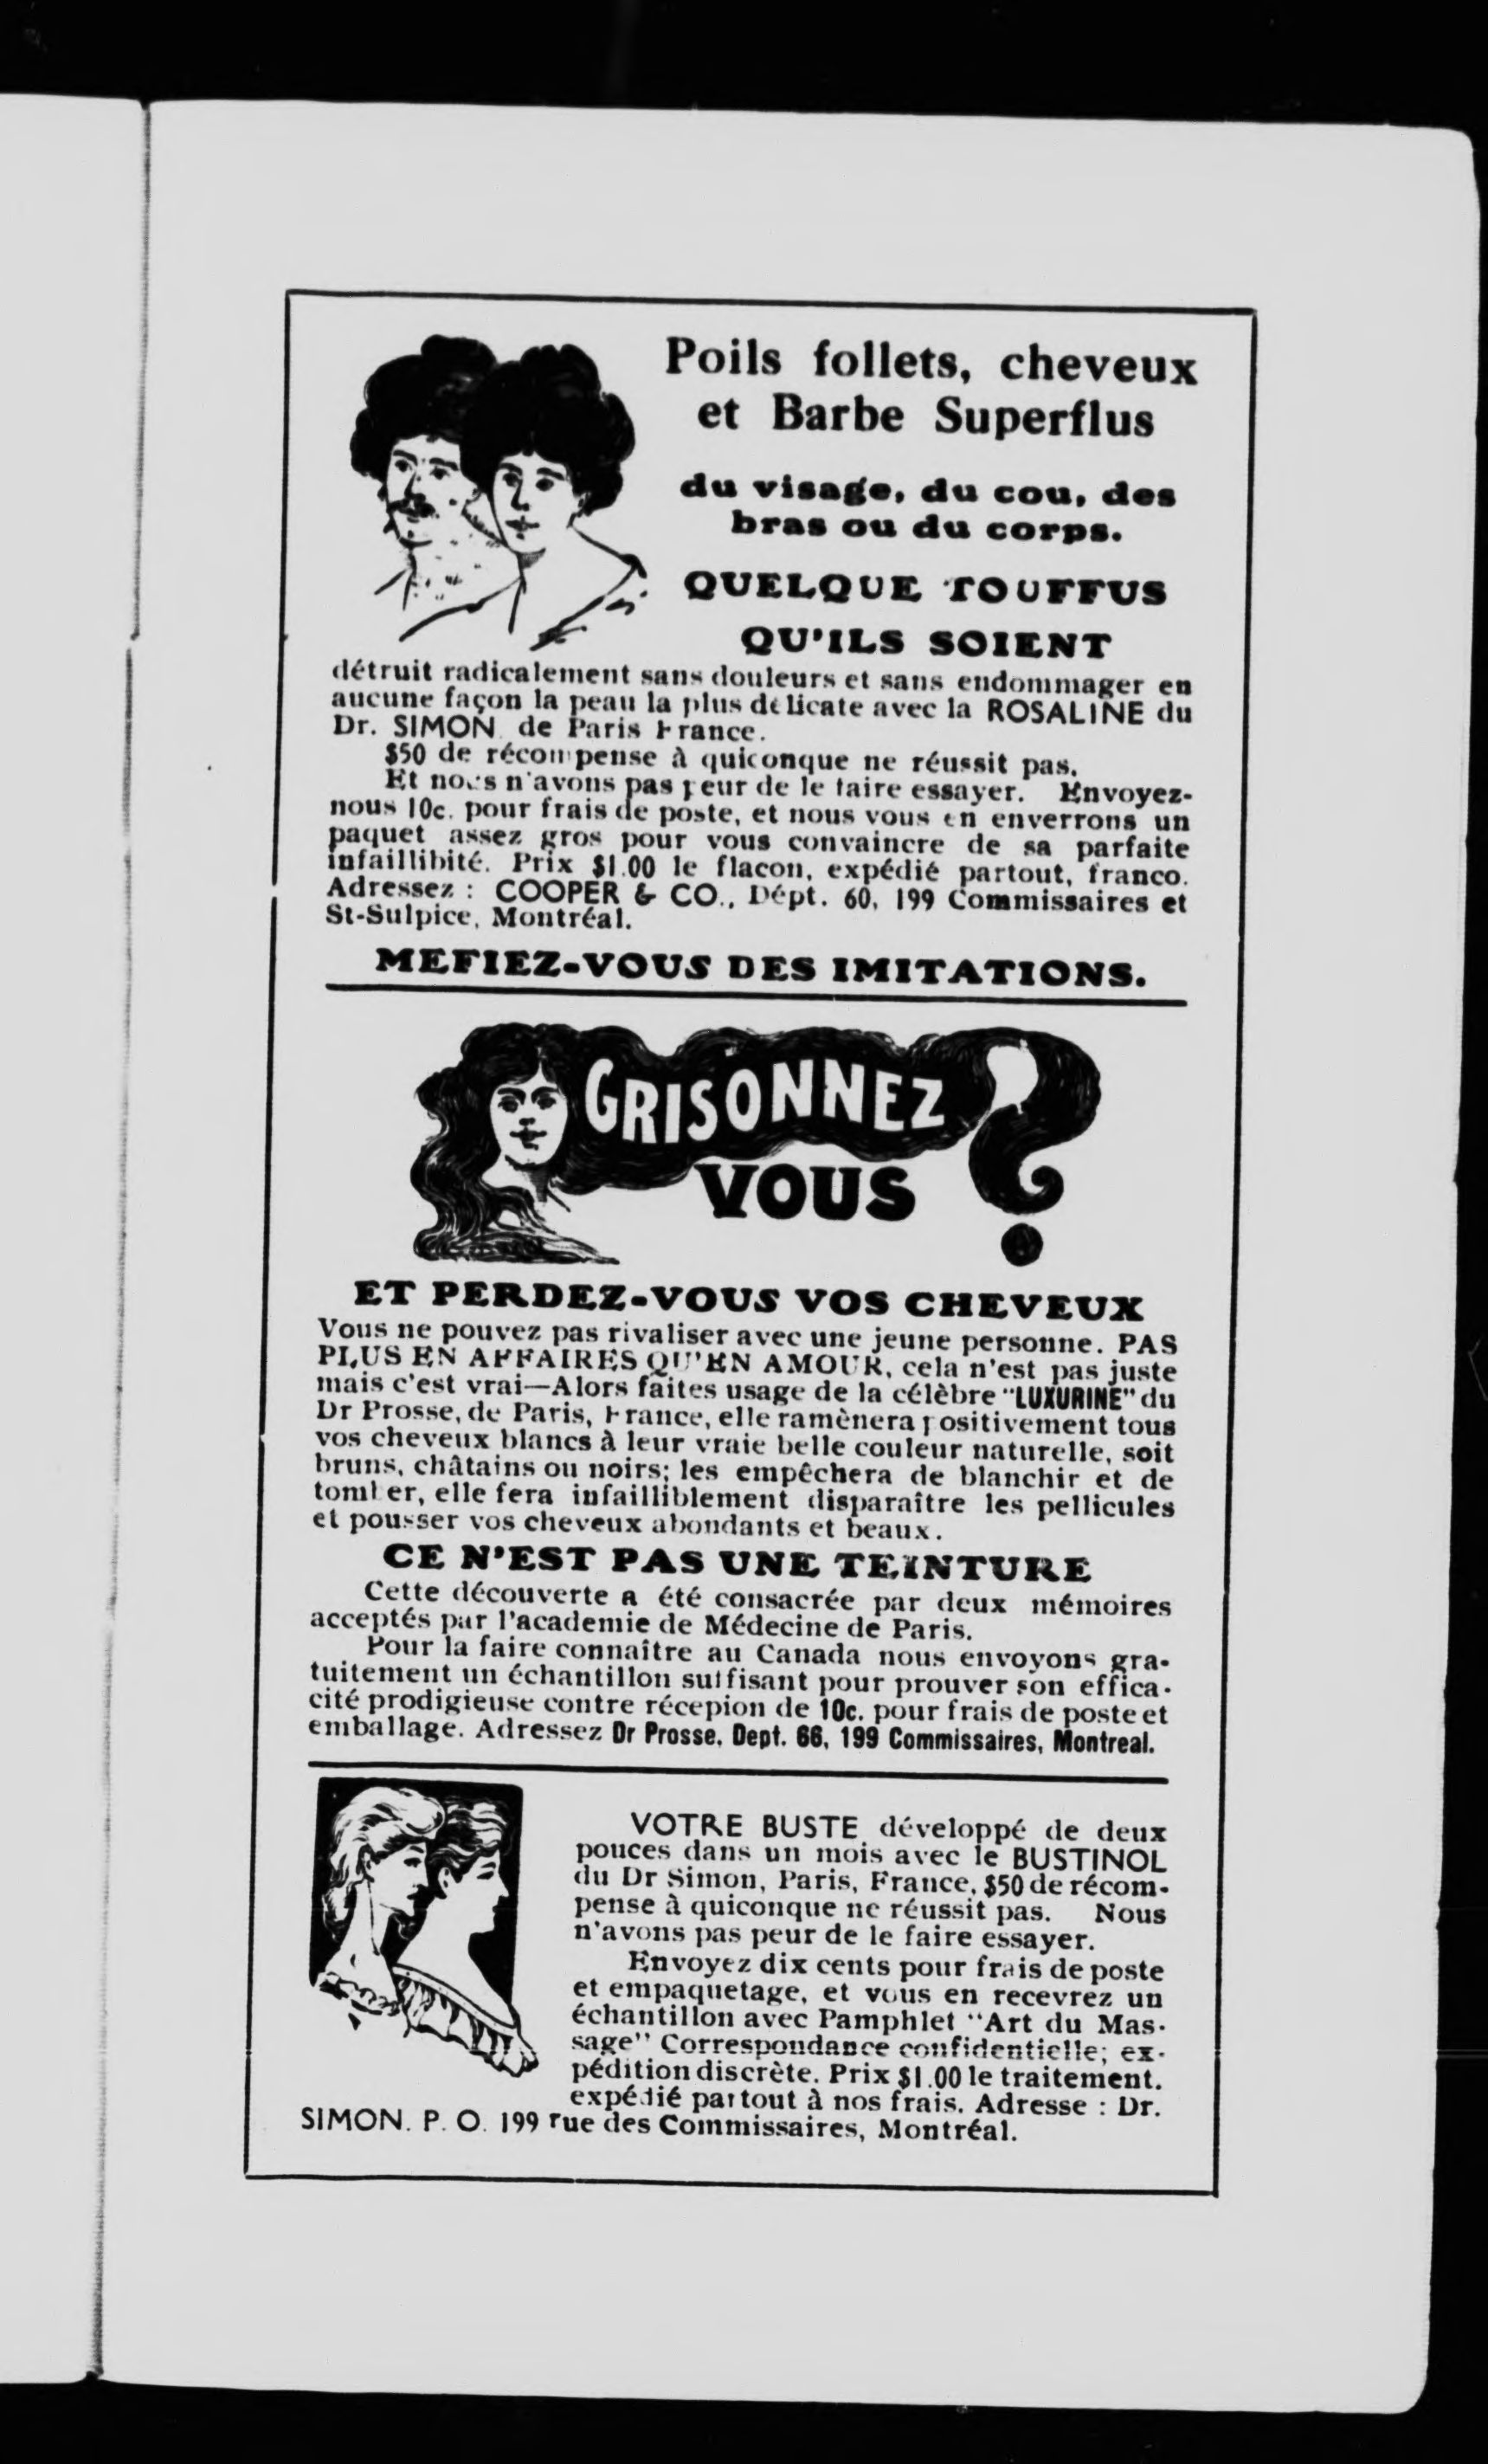 Poils follets, cheveux
et Barbe Superflus
du visage, du cou, des
bras ou du corps.
QUELQUE TOUFFUS
QU'ILS SOIENT
détruit radicalement sans douleurs et sans endommager en
aucune façon la peau la plus délicate avec la ROSALINE du
Dr. SIMON de Paris France.
$50 de récompense à quiconque ne réussit pas.
Et nous n'avons pas peur de le faire essayer. Envoyez-
nous 10c. pour frais de poste, et nous vous en enverrons un
paquet assez gros pour vous convaincre de sa parfaite
infaillibité. Prix $1.00 le flacon, expédié partout, franco.
Adressez : COOPER & CO., Dépt. 60, 199 Commissaires et
St-Sulpice, Montréal.
MEFIEZ-VOUS DES IMITATIONS.
GRISONNEZ
VOUS ?
ET PERDEZ-VOUS VOS CHEVEUX
Vous ne pouvez pas rivaliser avec une jeune personne. PAS
PLUS EN AFFAIRES QU'EN AMOUR, cela n'est pas juste
mais c'est vrai—Alors faites usage de la célèbre "LUXURINE" du
Dr Prosse, de Paris, France, elle ramènera positivement tous
vos cheveux blancs à leur vraie belle couleur naturelle, soit
bruns, châtains ou noirs; les empêchera de blanchir et de
tomber, elle fera infailliblement disparaître les pellicules
et pousser vos cheveux abondants et beaux.
CE N'EST PAS UNE TEINTURE
Cette découverte a été consacrée par deux mémoires
acceptés par l'academie de Médecine de Paris.
Pour la faire connaître au Canada nous envoyons gra-
tuitement un échantillon suffisant pour prouver son effica-
cité prodigieuse contre récepion de 10c. pour frais de poste et
emballage. Adressez Dr Prosse, Dept. 66, 199 Commissaires, Montreal.
VOTRE BUSTE développé de deux
pouces dans un mois avec le BUSTINOL
du Dr Simon, Paris, France, $50 de récom-
pense à quiconque ne réussit pas. Nous
n'avons pas peur de le faire essayer.
Envoyez dix cents pour frais de poste
et empaquetage, et vous en recevrez un
échantillon avec Pamphlet "Art du Mas-
sage" Correspondance confidentielle; ex-
pédition discrète. Prix $1.00 le traitement.
expédié partout à nos frais. Adresse : Dr.
SIMON. P. O. 199 rue des Commissaires, Montréal.